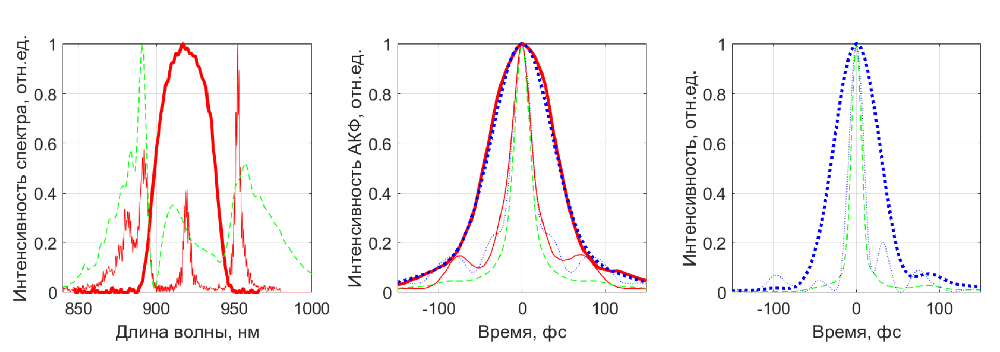 Интенсивность спектра, отн.ед.
1
0.8
0.6
0.4
0.2
0
850 900 950 1000
Длина волны, нм
Интенсивность АКФ, отн.ед.
1
0.8
0.6
0.4
0.2
0
-100 0 100
Время, фс
Интенсивность, отн.ед.
1
0.8
0.6
0.4
0.2
0
-100 0 100
Время, фс